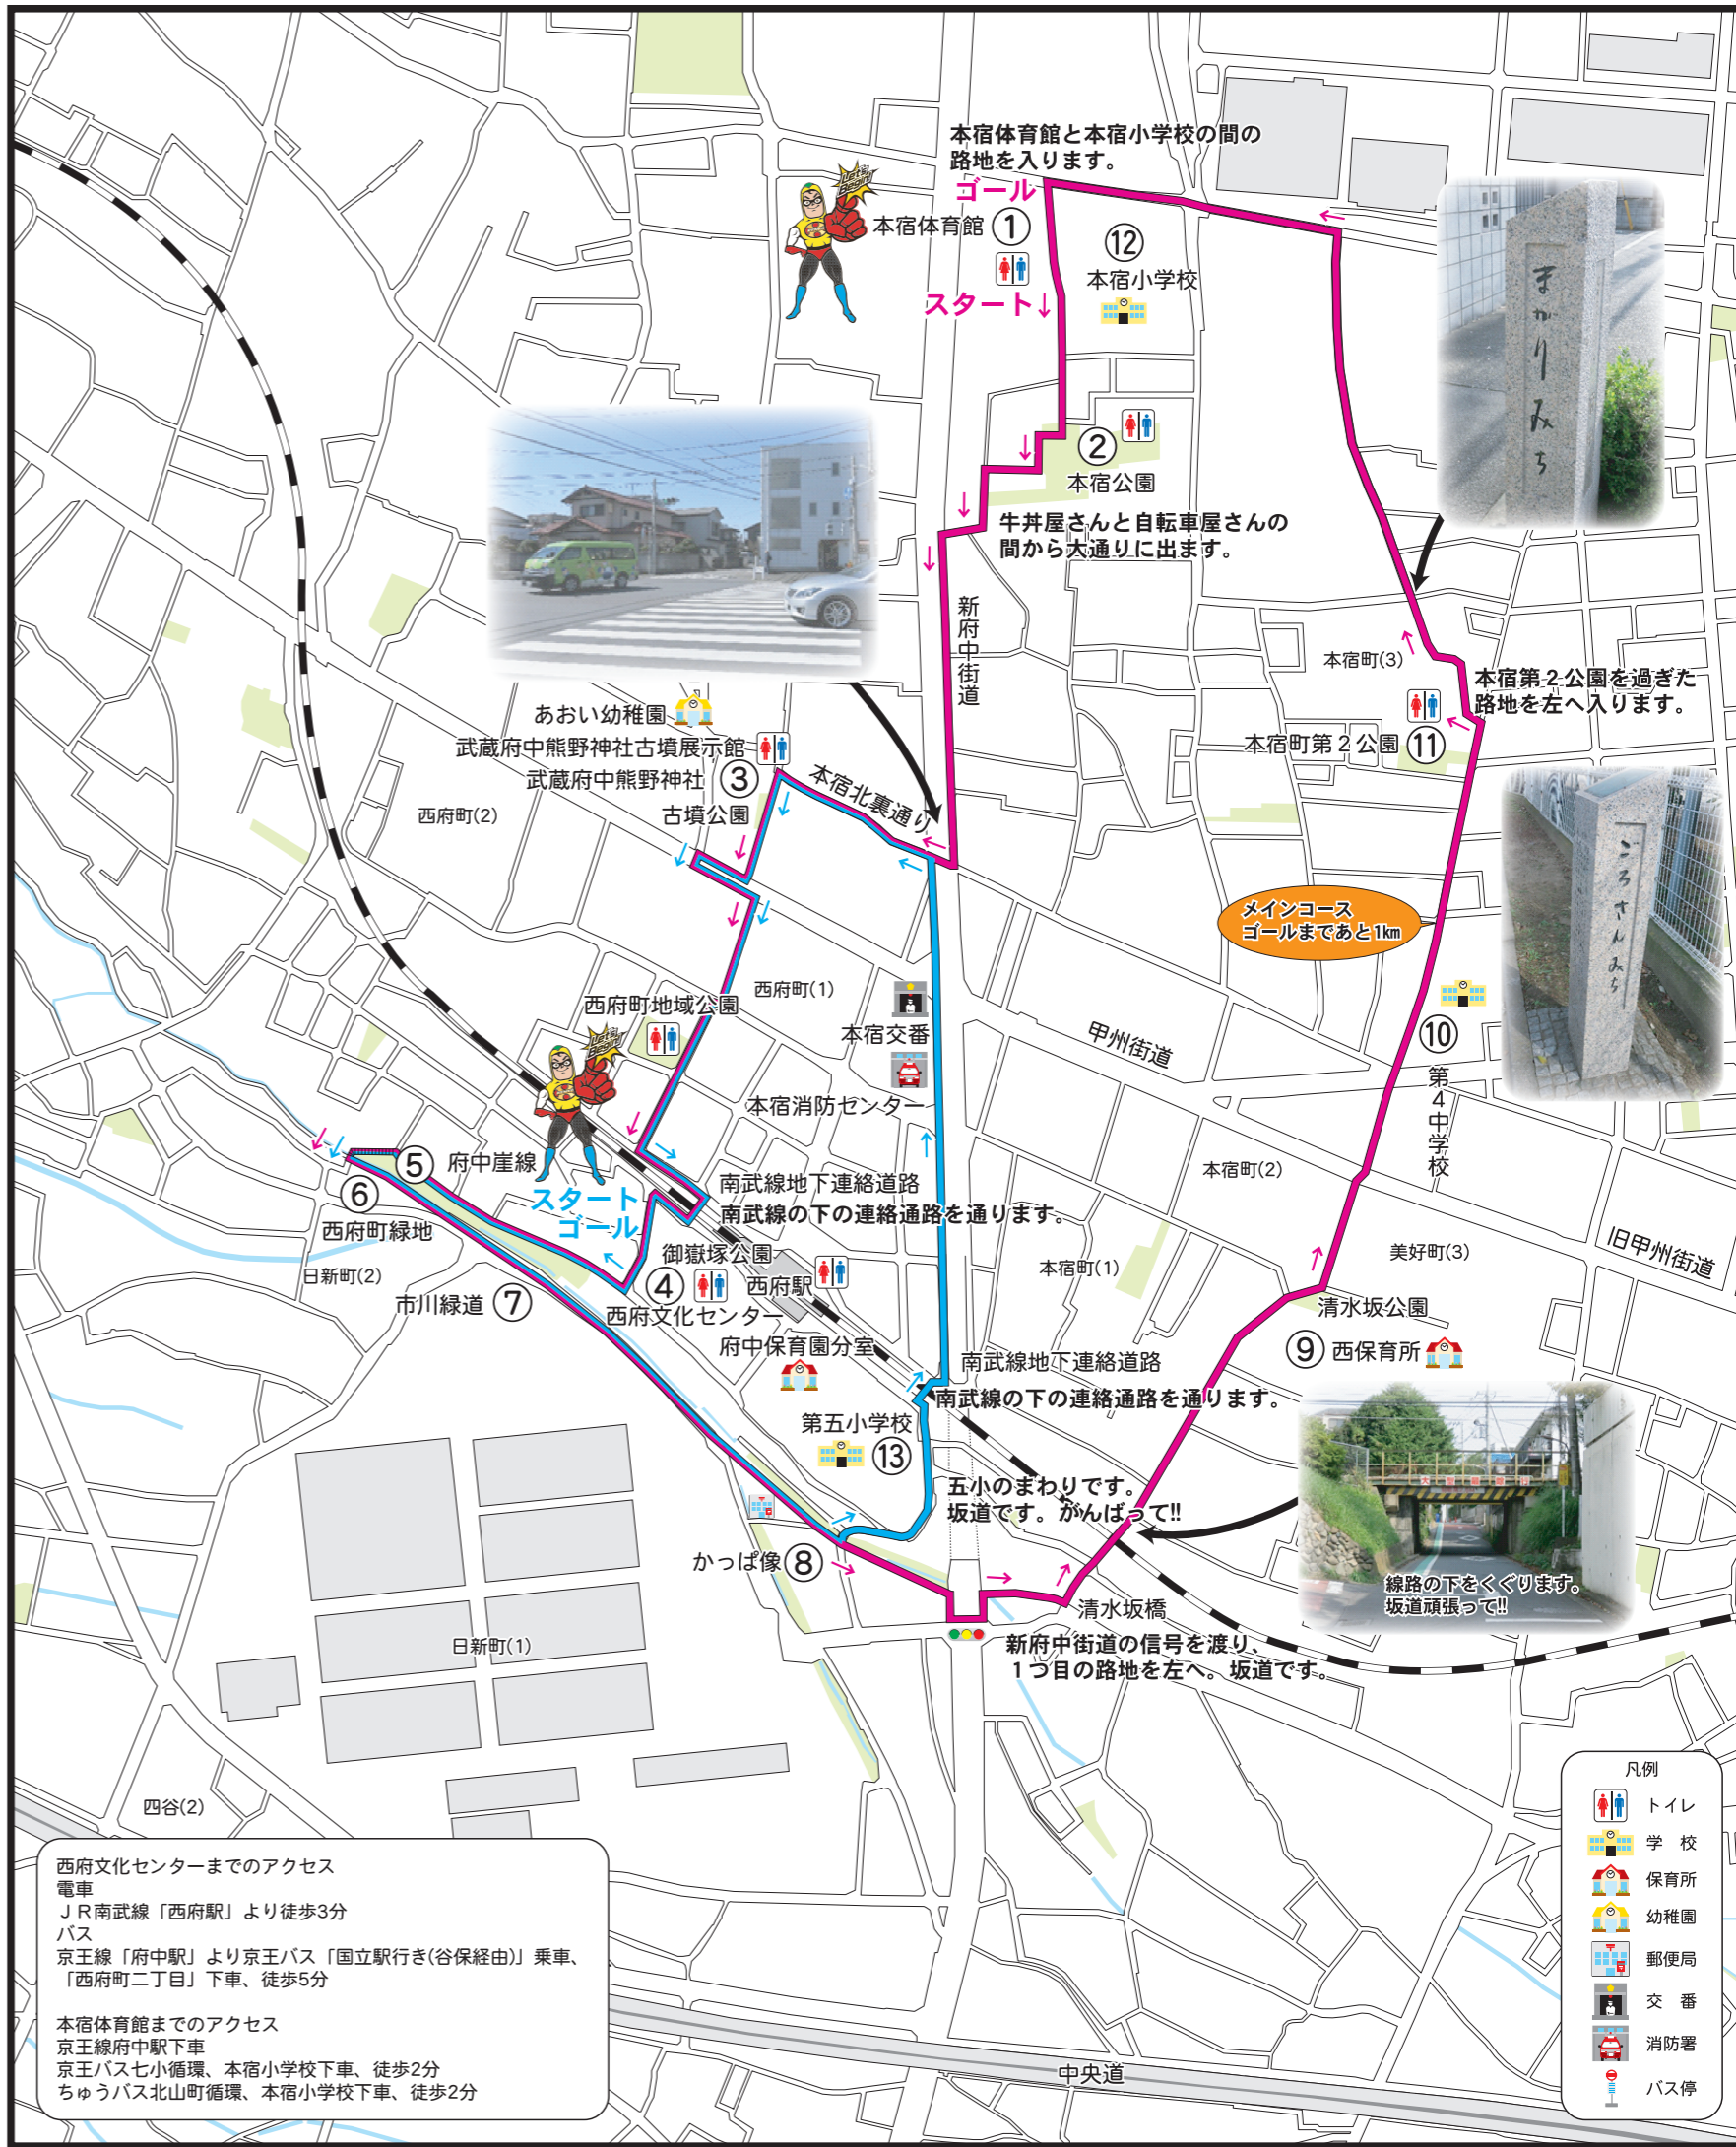 本宿体育館と本宿小学校の間の
路地を入ります。
ゴール
本宿体育館 ①
スタート
⑫
本宿小学校
Let's Begin!
まがりみち
②
本宿公園
牛丼屋さんと自転車屋さんの
間から大通りに出ます。
新府中街道
本宿町(3)
本宿第2公園を過ぎた
路地を左へ入ります。
本宿町第2公園 ⑪
あおい幼稚園
武蔵府中熊野神社古墳展示館
武蔵府中熊野神社 ③
古墳公園
本宿北裏通り
西府町(2)
ごろさんみち
メインコース
ゴールまであと1km
西府町(1)
西府町地域公園
Let's Begin!
本宿交番
本宿消防センター
甲州街道
⑩
第4中学校
本宿町(2)
⑤ 府中崖線
⑥
西府町緑地
スタート
ゴール
南武線地下連絡道路
南武線の下の連絡通路を通ります。
御嶽塚公園
④
西府駅
西府文化センター
日新町(2)
市川緑道 ⑦
府中保育園分室
本宿町(1)
美好町(3)
旧甲州街道
清水坂公園
⑨ 西保育所
南武線地下連絡道路
南武線の下の連絡通路を通ります。
第五小学校
⑬
五小のまわりです。
坂道です。がんばって!!
線路の下をくぐります。
坂道頑張って!!
かっぱ像 ⑧
清水坂橋
新府中街道の信号を渡り、
1つ目の路地を左へ。坂道です。
日新町(1)
四谷(2)
中央道
西府文化センターまでのアクセス
電車
JR南武線「西府駅」より徒歩3分
バス
京王線「府中駅」より京王バス「国立駅行き(谷保経由)」乗車、
「西府町二丁目」下車、徒歩5分
本宿体育館までのアクセス
京王線府中駅下車
京王バス七小循環、本宿小学校下車、徒歩2分
ちゅうバス北山町循環、本宿小学校下車、徒歩2分
凡例
トイレ
学 校
保育所
幼稚園
郵便局
交 番
消防署
バス停